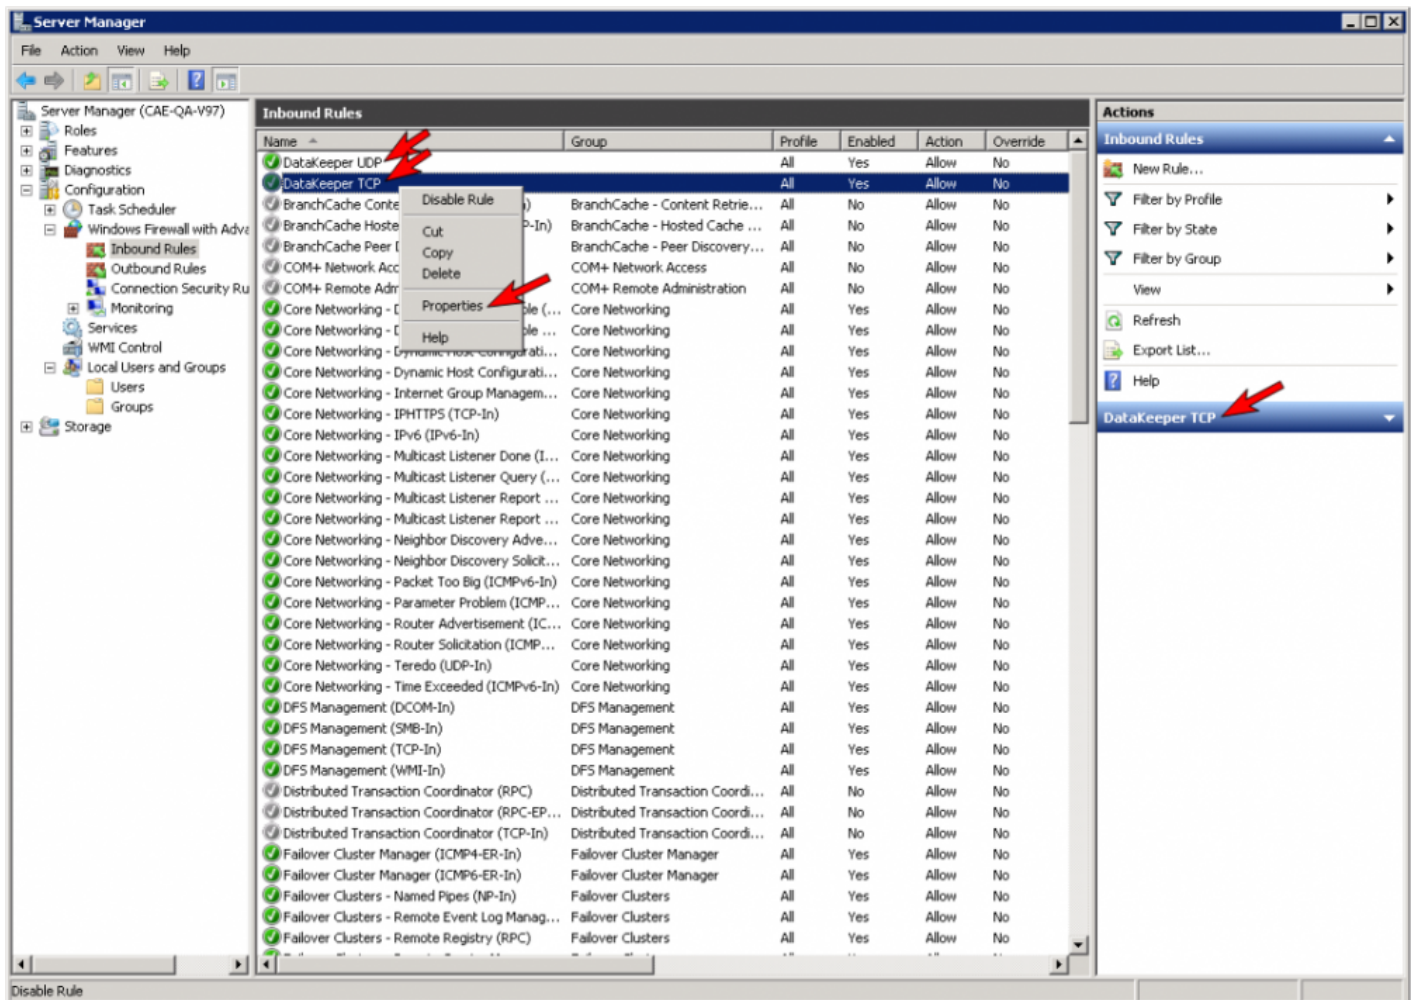 Server Manager
File Action View Help
Server Manager (CAE-QA-V97)
Roles
Features
Diagnostics
Configuration
Task Scheduler
Windows Firewall with Adva
Inbound Rules
Outbound Rules
Connection Security Ru
Monitoring
Services
WMI Control
Local Users and Groups
Users
Groups
Storage
Inbound Rules
Name Group Profile Enabled Action Override
DataKeeper UDP All Yes Allow No
DataKeeper TCP All Yes Allow No
BranchCache Conte ) BranchCache - Content Retrie... All No Allow No
BranchCache Hoste P-In) BranchCache - Hosted Cache ... All No Allow No
BranchCache Peer BranchCache - Peer Discovery... All No Allow No
COM+ Network Acc COM+ Network Access All No Allow No
COM+ Remote Adm COM+ Remote Administration All No Allow No
Core Networking - ble (... Core Networking All Yes Allow No
Core Networking - ble ... Core Networking All Yes Allow No
Core Networking - Dynamic Host Configurati... Core Networking All Yes Allow No
Core Networking - Dynamic Host Configurati... Core Networking All Yes Allow No
Core Networking - Internet Group Managem... Core Networking All Yes Allow No
Core Networking - IPHTTPS (TCP-In) Core Networking All Yes Allow No
Core Networking - IPv6 (IPv6-In) Core Networking All Yes Allow No
Core Networking - Multicast Listener Done (I... Core Networking All Yes Allow No
Core Networking - Multicast Listener Query (... Core Networking All Yes Allow No
Core Networking - Multicast Listener Report ... Core Networking All Yes Allow No
Core Networking - Multicast Listener Report ... Core Networking All Yes Allow No
Core Networking - Neighbor Discovery Adve... Core Networking All Yes Allow No
Core Networking - Neighbor Discovery Solicit... Core Networking All Yes Allow No
Core Networking - Packet Too Big (ICMPv6-In) Core Networking All Yes Allow No
Core Networking - Parameter Problem (ICMP... Core Networking All Yes Allow No
Core Networking - Router Advertisement (IC... Core Networking All Yes Allow No
Core Networking - Router Solicitation (ICMP... Core Networking All Yes Allow No
Core Networking - Teredo (UDP-In) Core Networking All Yes Allow No
Core Networking - Time Exceeded (ICMPv6-In) Core Networking All Yes Allow No
DFS Management (DCOM-In) DFS Management All Yes Allow No
DFS Management (SMB-In) DFS Management All Yes Allow No
DFS Management (TCP-In) DFS Management All Yes Allow No
DFS Management (WMI-In) DFS Management All Yes Allow No
Distributed Transaction Coordinator (RPC) Distributed Transaction Coordi... All No Allow No
Distributed Transaction Coordinator (RPC-EP... Distributed Transaction Coordi... All No Allow No
Distributed Transaction Coordinator (TCP-In) Distributed Transaction Coordi... All No Allow No
Failover Cluster Manager (ICMP4-ER-In) Failover Cluster Manager All Yes Allow No
Failover Cluster Manager (ICMP6-ER-In) Failover Cluster Manager All Yes Allow No
Failover Clusters - Named Pipes (NP-In) Failover Clusters All Yes Allow No
Failover Clusters - Remote Event Log Manag... Failover Clusters All Yes Allow No
Failover Clusters - Remote Registry (RPC) Failover Clusters All Yes Allow No
Disable Rule
Cut
Copy
Delete
Properties
Help
Actions
Inbound Rules
New Rule...
Filter by Profile
Filter by State
Filter by Group
View
Refresh
Export List...
Help
DataKeeper TCP
Disable Rule